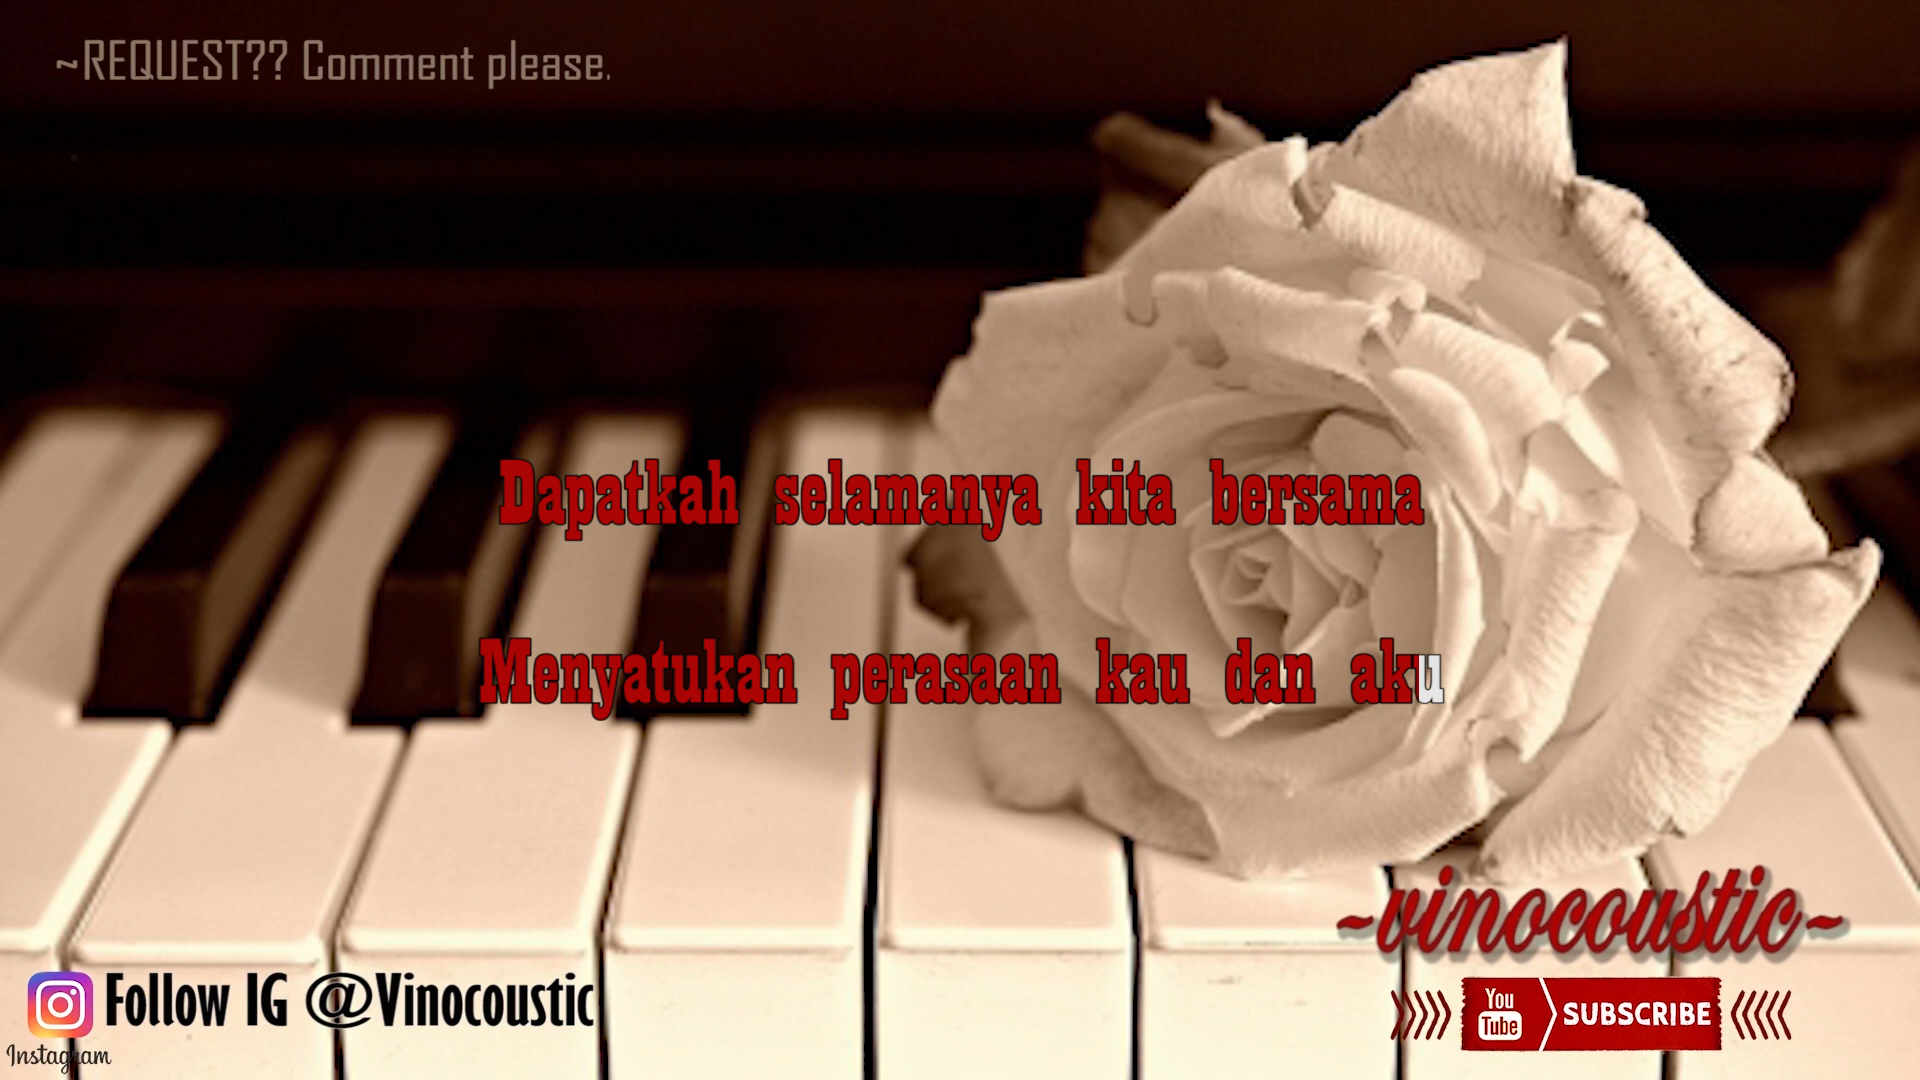 ~REQUEST?? Comment please.
Dapatkah selamanya kita bersama
Menyatukan perasaan kau dan aku
~vinocoustic~
Follow IG @Vinocoustic
Instagram
You
Tube
SUBSCRIBE